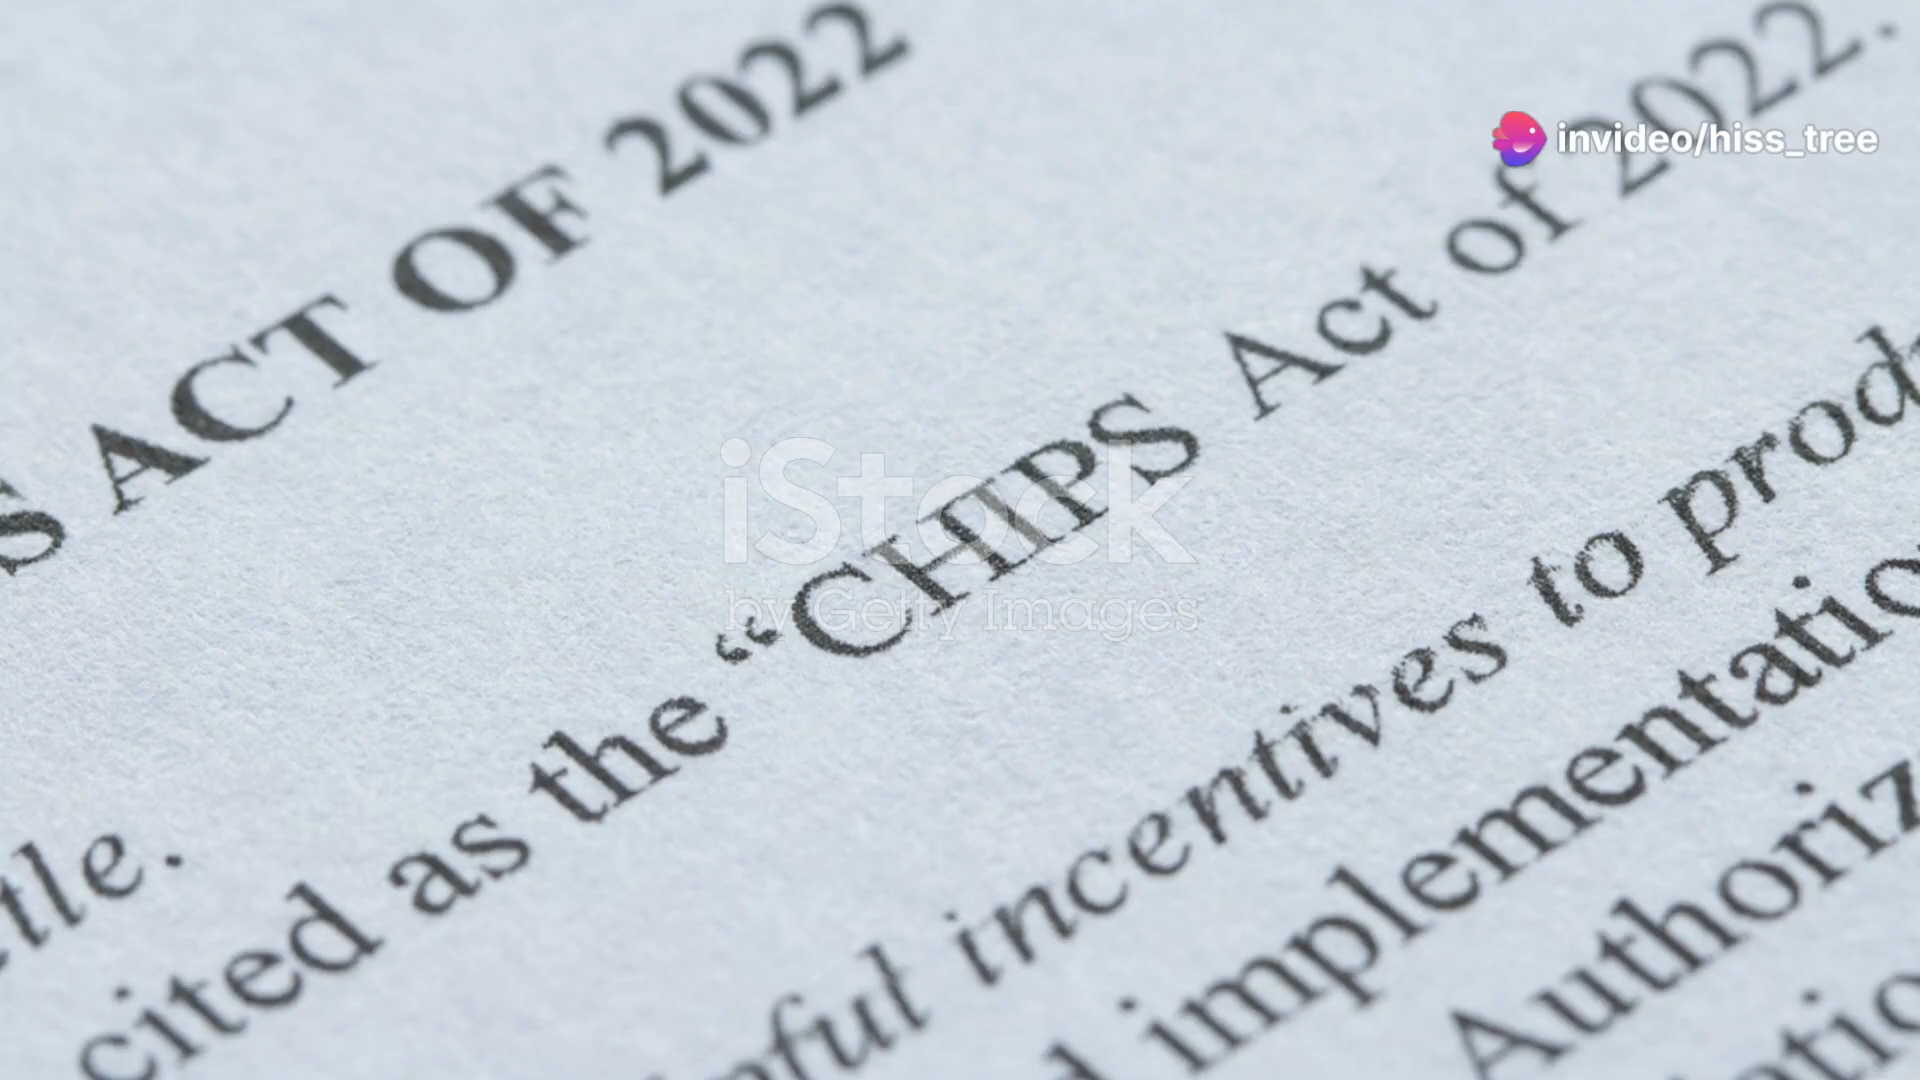 S ACT OF 2022
tle.
cited as the “CHIPS Act of 2022.
ful incentives to prod
implementatio
Authoriz
atio
invideo/hiss_tree
iStock
by Getty Images